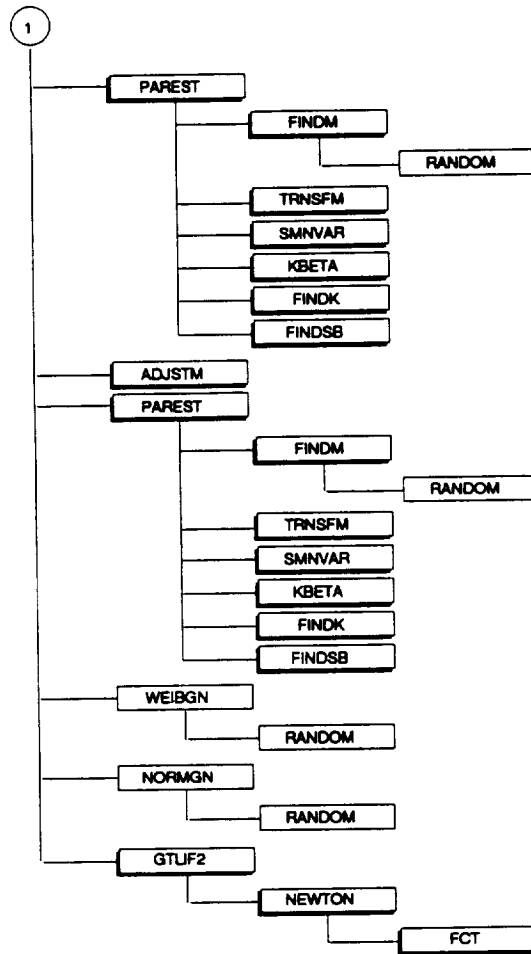 1
PAREST
FINDM
RANDOM
TRNSFM
SMNVAR
KBETA
FINDK
FINDSB
ADJSTM
PAREST
FINDM
RANDOM
TRNSFM
SMNVAR
KBETA
FINDK
FINDSB
WEIBGN
RANDOM
NORMGN
RANDOM
GTLIF2
NEWTON
FCT